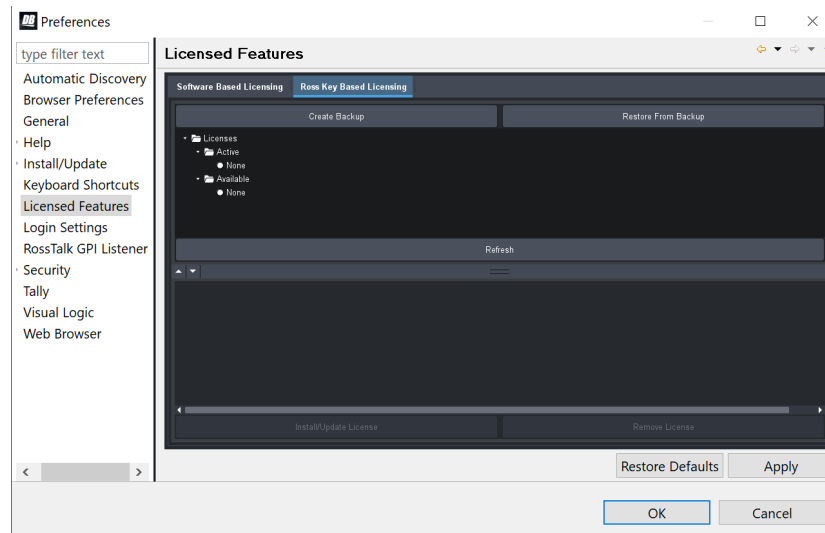 DB Preferences
type filter text
Licensed Features
Automatic Discovery
Browser Preferences
General
Help
Install/Update
Keyboard Shortcuts
Licensed Features
Login Settings
RossTalk GPI Listener
Security
Tally
Visual Logic
Web Browser
Software Based Licensing Ross Key Based Licensing
Create Backup Restore From Backup
Licenses
Active
None
Available
None
Refresh
Install/Update License Remove License
Restore Defaults Apply
OK Cancel